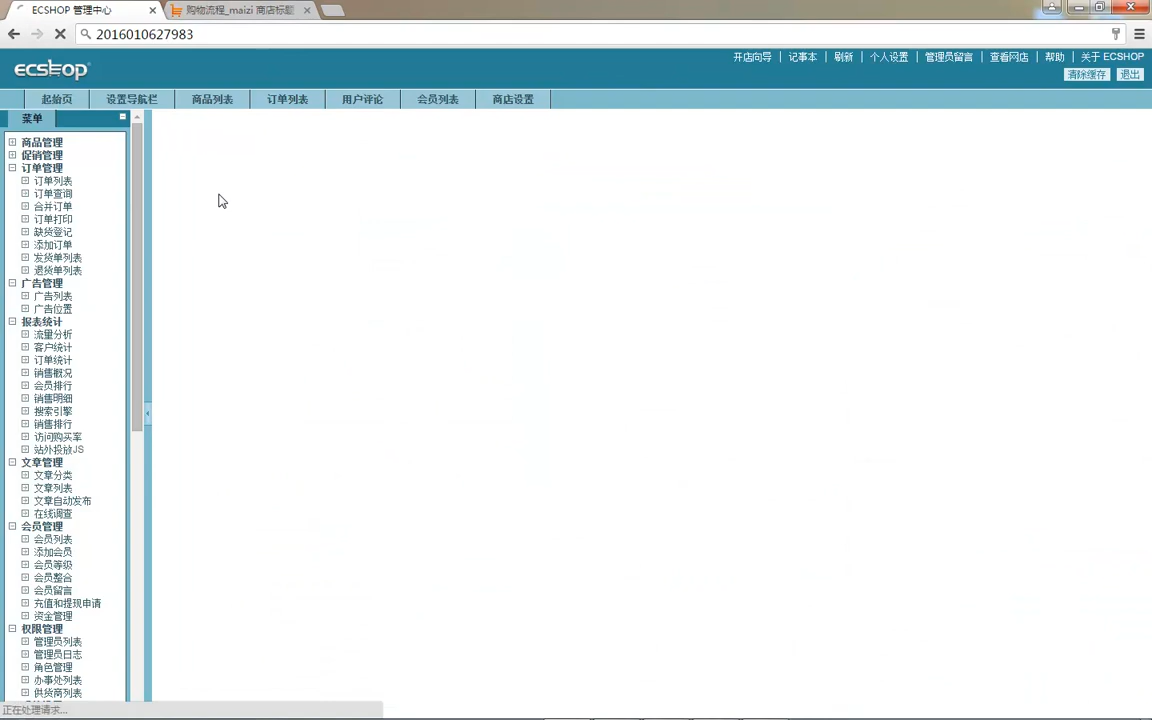 ECSHOP 管理中心
购物流程_maizi 商店标题
2016010627983
开店向导 记事本 刷新 个人设置 管理员留言 查看网店 帮助 关于 ECSHOP
ecshop
清除缓存 退出
起始页 设置导航栏 商品列表 订单列表 用户评论 会员列表 商店设置
菜单
商品管理
促销管理
订单管理
订单列表
订单查询
合并订单
订单打印
缺货登记
添加订单
发货单列表
退货单列表
广告管理
广告列表
广告位置
报表统计
流量分析
客户统计
订单统计
销售概况
会员排行
销售明细
搜索引擎
销售排行
访问购买率
站外投放JS
文章管理
文章分类
文章列表
文章自动发布
在线调查
会员管理
会员列表
添加会员
会员等级
会员整合
会员留言
充值和提现申请
资金管理
权限管理
管理员列表
管理员日志
角色管理
办事处列表
供货商列表
正在处理请求...